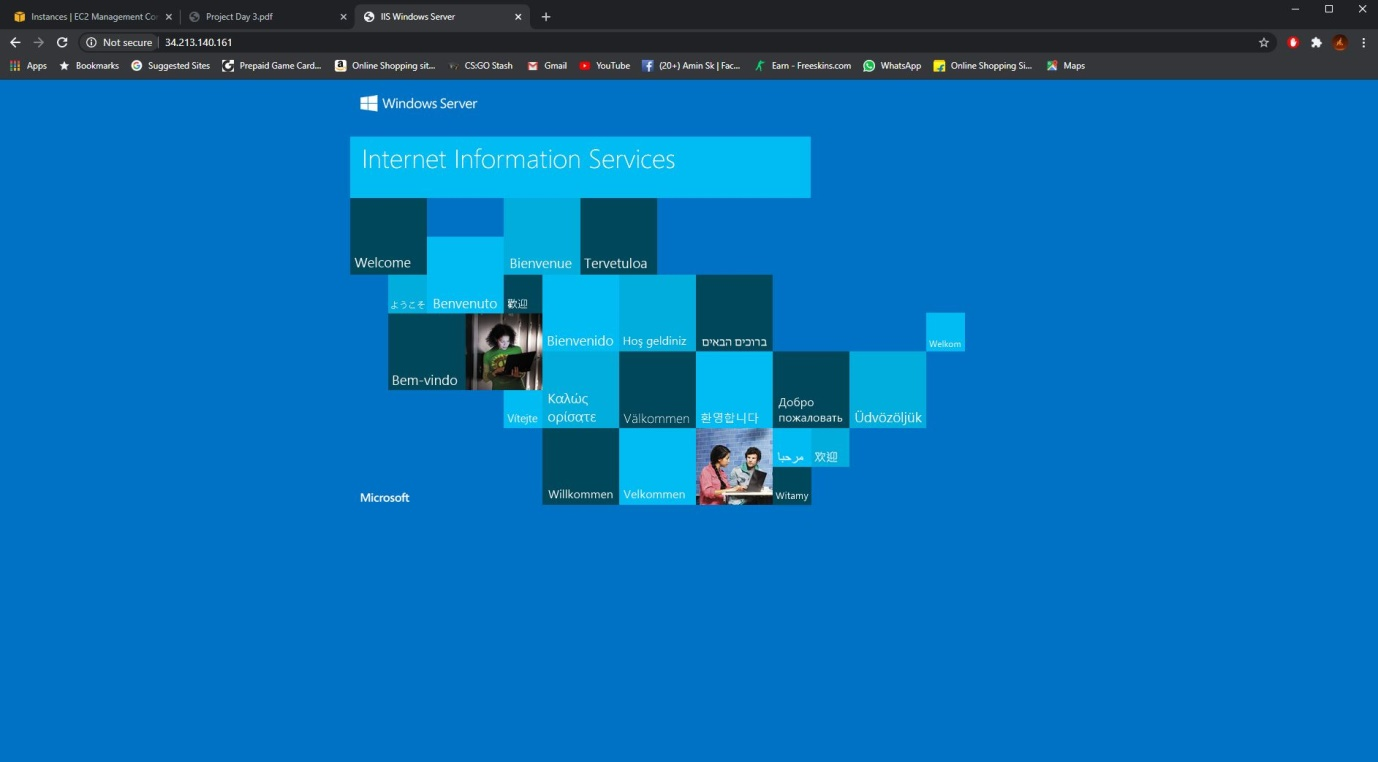 Instances | EC2 Management Co
Project Day 3.pdf
IIS Windows Server
Not secure
34.213.140.161
Apps
Bookmarks
Suggested Sites
Prepaid Game Card...
Online Shopping sit...
CS:GO Stash
Gmail
YouTube
(20+) Amin Sk | Fac...
Earn - Freeskins.com
WhatsApp
Online Shopping Si...
Maps
Windows Server
Internet Information Services
Welcome
Bienvenue
Tervetuloa
ようこそ
Benvenuto
歡迎
Bienvenido
Hoş geldiniz
ברוכים הבאים
Welkom
Bem-vindo
Vítejte
Καλώς
ορίσατε
Välkommen
환영합니다
Добро
пожаловать
Üdvözöljük
مرحبا
欢迎
Willkommen
Velkommen
Witamy
Microsoft